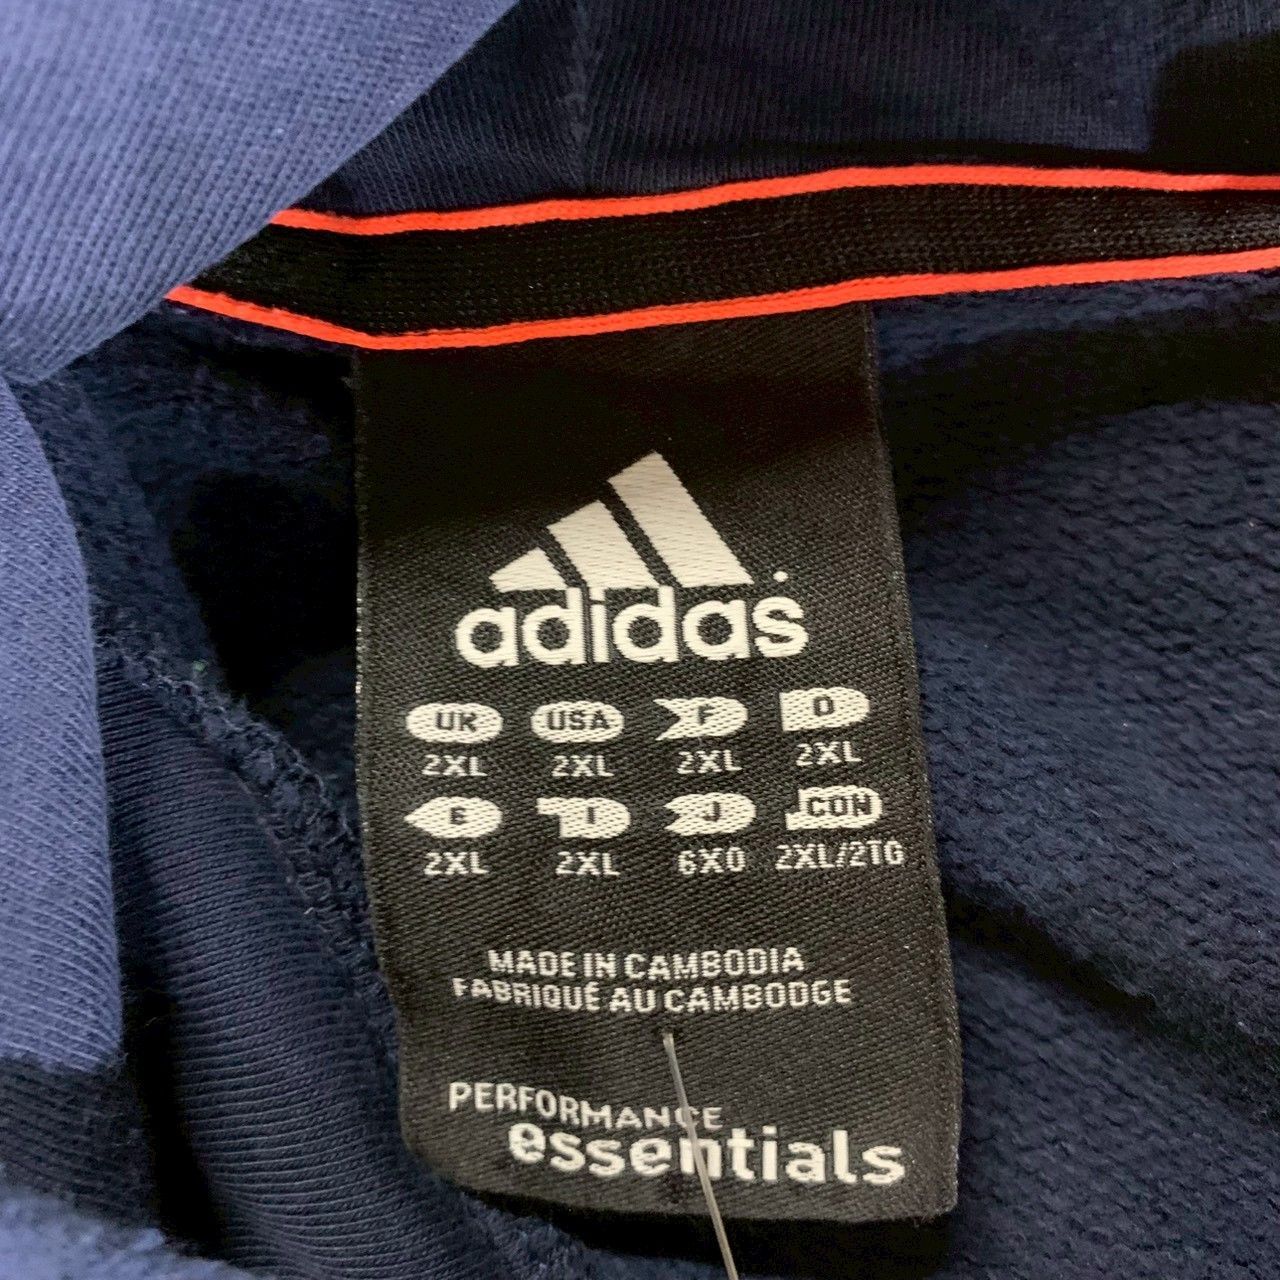 adidas
UK USA F D
2XL 2XL 2XL 2XL
E I J CON
2XL 2XL 6XO 2XL/2TG
MADE IN CAMBODIA
FABRIQUÉ AU CAMBODGE
PERFORMANCE
essentials